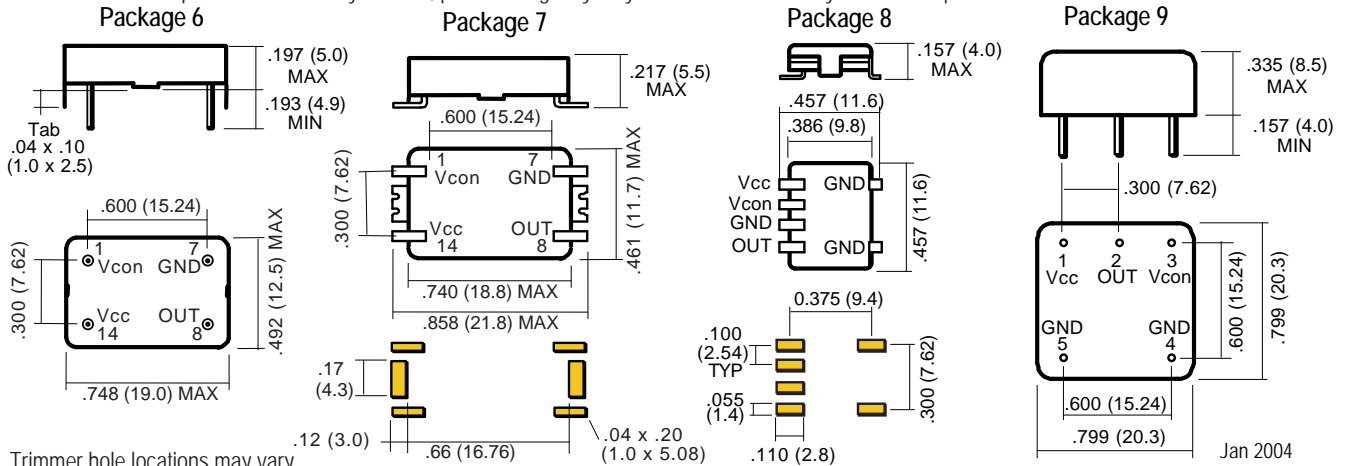 Package 6
.197 (5.0)
MAX
.193 (4.9)
MIN
Tab
.04 x .10
(1.0 x 2.5)
.600 (15.24)
1
7
Vcon
GND
.300 (7.62)
Vcc
OUT
14
8
.492 (12.5) MAX
.748 (19.0) MAX
Trimmer hole locations may vary
Package 7
.217 (5.5)
MAX
.600 (15.24)
1
7
Vcon
GND
.300 (7.62)
Vcc
OUT
14
8
.461 (11.7) MAX
.740 (18.8) MAX
.858 (21.8) MAX
.17
(4.3)
.12 (3.0)
.66 (16.76)
.04 x .20
(1.0 x 5.08)
Package 8
.157 (4.0)
MAX
.457 (11.6)
.386 (9.8)
Vcc
GND
Vcon
GND
OUT
GND
.457 (11.6)
0.375 (9.4)
.100
(2.54)
TYP
.300 (7.62)
.055
(1.4)
.110 (2.8)
Package 9
.335 (8.5)
MAX
.157 (4.0)
MIN
.300 (7.62)
1
2
3
Vcc
OUT
Vcon
GND
GND
5
4
.600 (15.24)
.799 (20.3)
.600 (15.24)
.799 (20.3)
Jan 2004